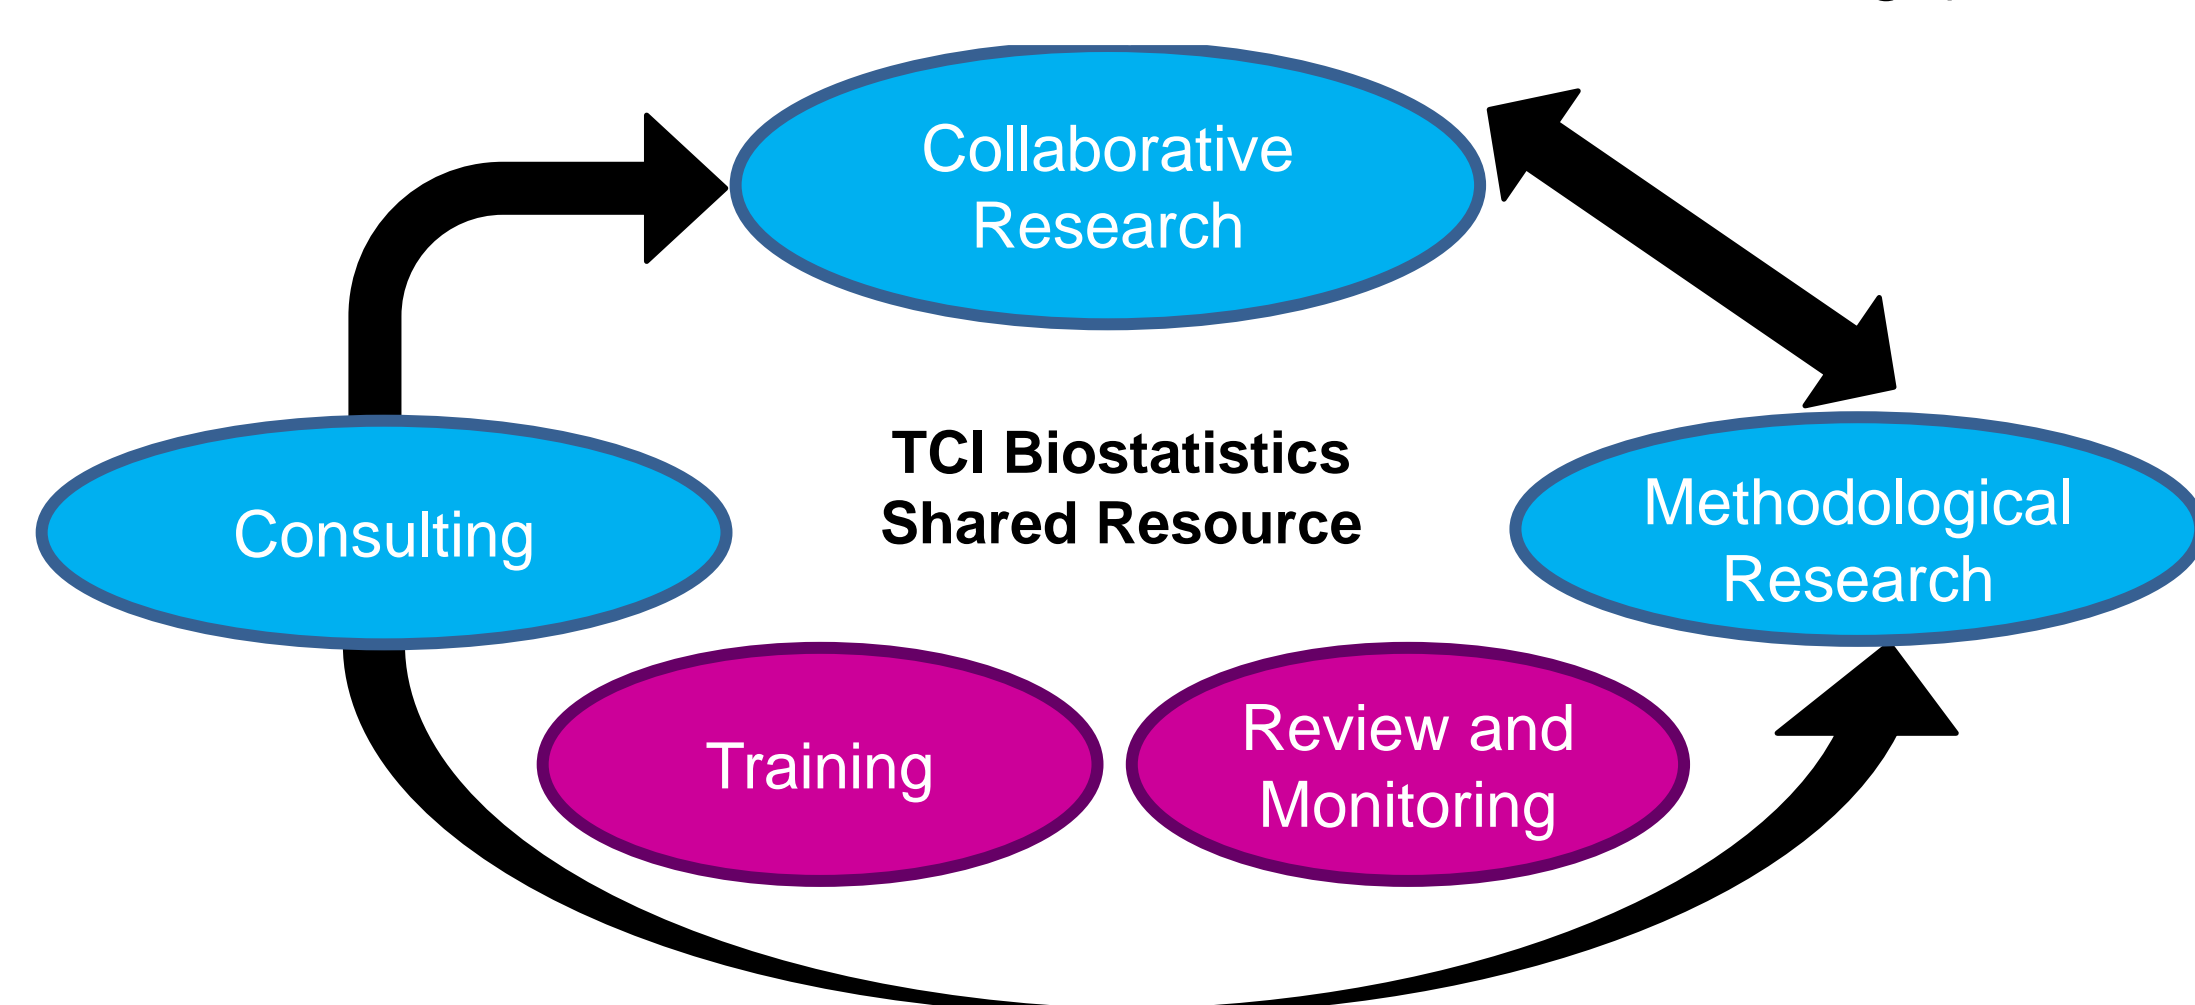 Collaborative
Research
TCI Biostatistics
Shared Resource
Consulting
Methodological
Research
Training
Review and
Monitoring